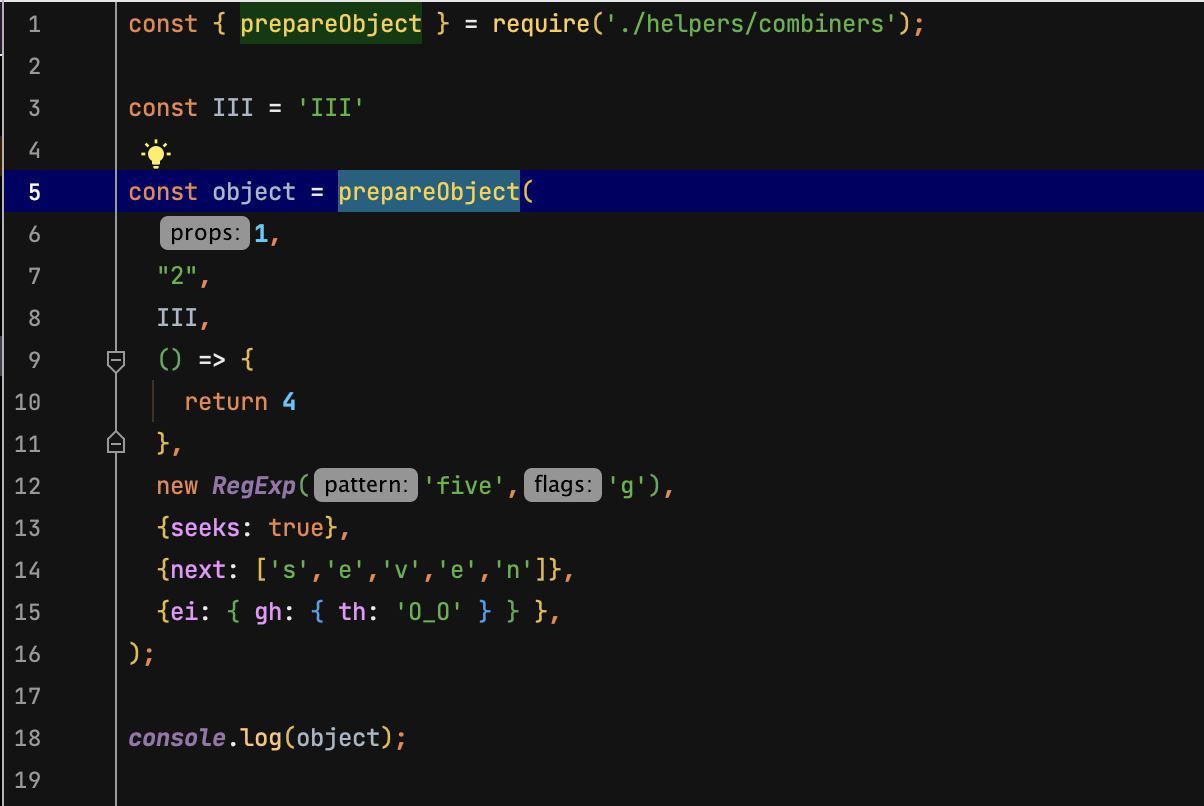 1 const { prepareObject } = require('./helpers/combiners');
2
3 const III = 'III'
4
5 const object = prepareObject(
6 props: 1,
7 "2",
8 III,
9 () => {
10 return 4
11 },
12 new RegExp( pattern: 'five', flags: 'g'),
13 {seeks: true},
14 {next: ['s','e','v','e','n']},
15 {ei: { gh: { th: '0_0' } } },
16 );
17
18 console.log(object);
19